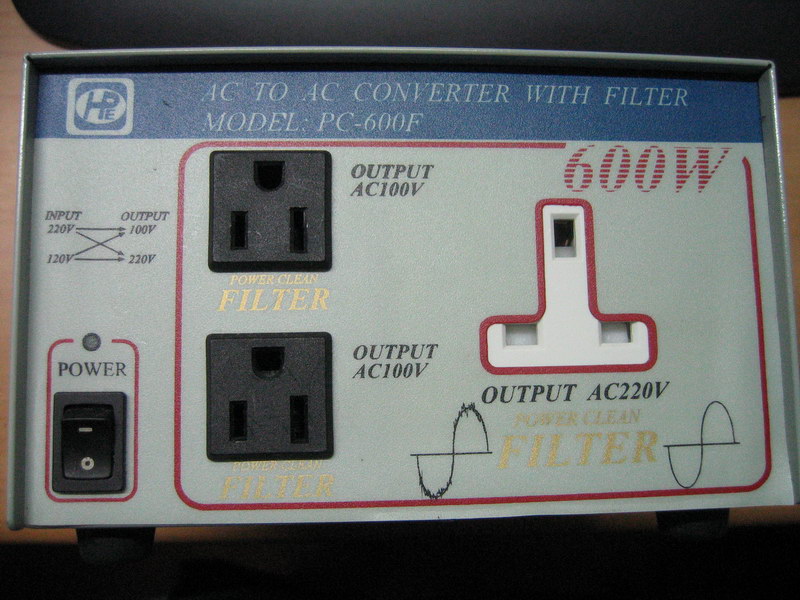 HPE
AC TO AC CONVERTER WITH FILTER
MODEL: PC-600F
600W
INPUT OUTPUT
220V 100V
120V 220V
OUTPUT
AC100V
POWER CLEAN
FILTER
POWER
OUTPUT
AC100V
POWER CLEAN
FILTER
OUTPUT AC220V
POWER CLEAN
FILTER